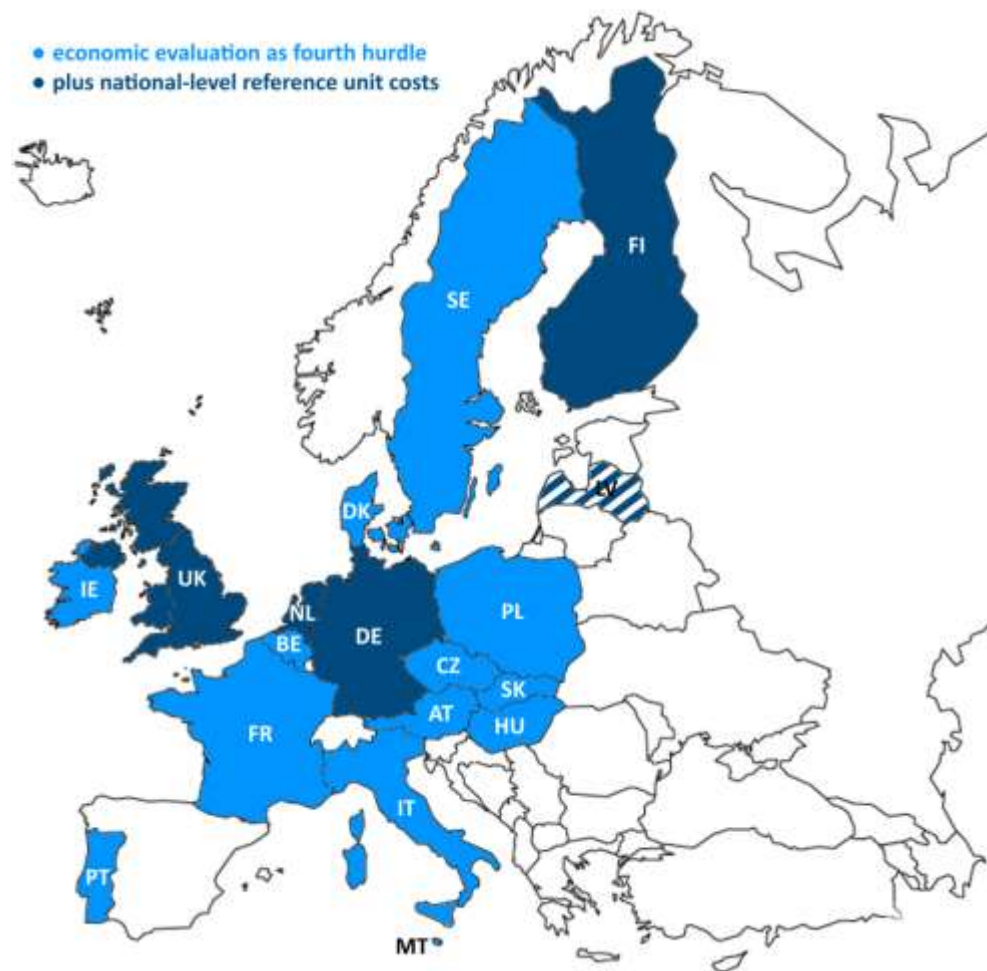 ● economic evaluation as fourth hurdle
● plus national-level reference unit costs
FI
SE
LV
DK
IE
UK
NL
BE
DE
PL
CZ
SK
AT
HU
FR
IT
PT
MT